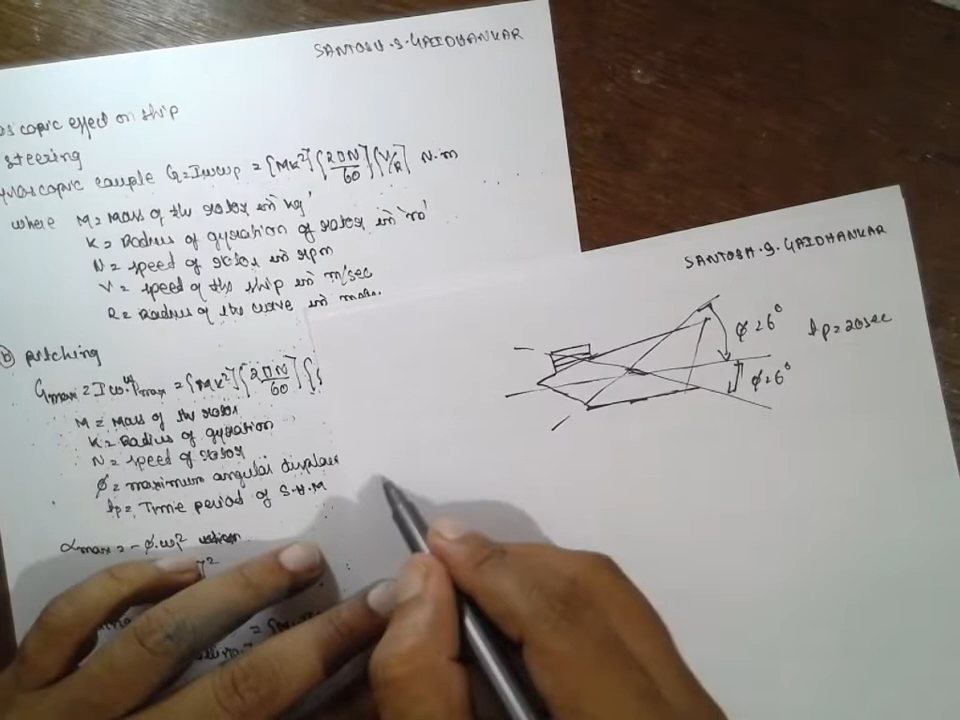 SANTOSH.S.GAIDHANKAR
oscopic effect on ship
steering
gyroscopic couple G=Iωωp = {MK²} {2ΠN/60} {V/R} N.m
where M= Mass of the rotor in 'kg'
K = Radius of gyration of rotor in 'm'
N = speed of rotor in rpm
V = speed of the ship in m/sec
R = Radius of the curve in
(b) pitching
Gmax = Iω ωpmax = {MK²} {2ΠN/60} {
M = Mass of the rotor
K = Radius of gyration
N = speed of rotor
ϕ = maximum angular displace
tp = Time period of S.H.M
αmax = - ϕ.ω²
SANTOSH.S.GAIDHANKAR
ϕ = 6° tp = 20 sec
ϕ = 6°